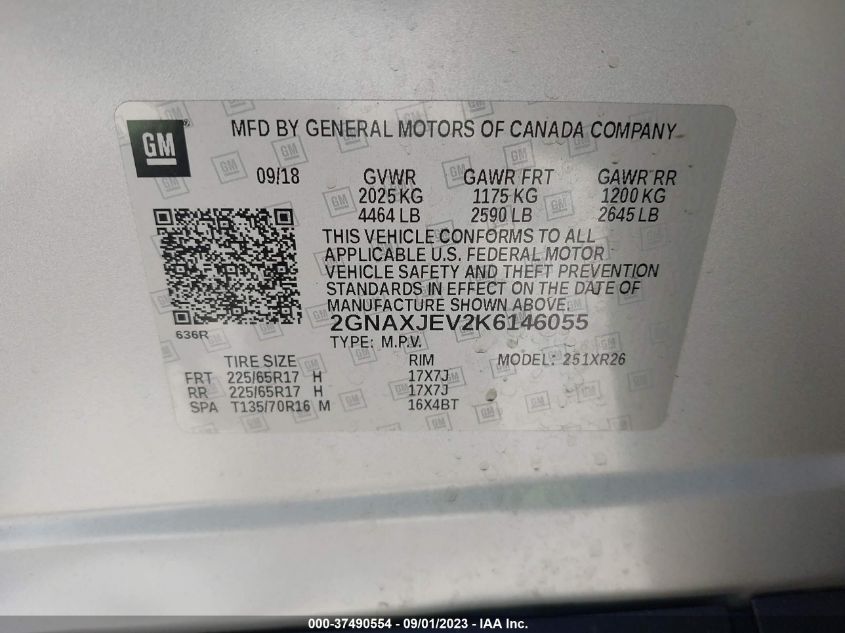 GM
MFD BY GENERAL MOTORS OF CANADA COMPANY
09/18 GVWR GAWR FRT GAWR RR
2025 KG 1175 KG 1200 KG
4464 LB 2590 LB 2645 LB
THIS VEHICLE CONFORMS TO ALL
APPLICABLE U.S. FEDERAL MOTOR
VEHICLE SAFETY AND THEFT PREVENTION
STANDARDS IN EFFECT ON THE DATE OF
MANUFACTURE SHOWN ABOVE.
2GNAXJEV2K6146055
636R
TYPE: M.P.V.
TIRE SIZE RIM MODEL: 251XR26
FRT 225/65R17 H 17X7J
RR 225/65R17 H 17X7J
SPA T135/70R16 M 16X4BT
000-37490554 - 09/01/2023 - IAA Inc.